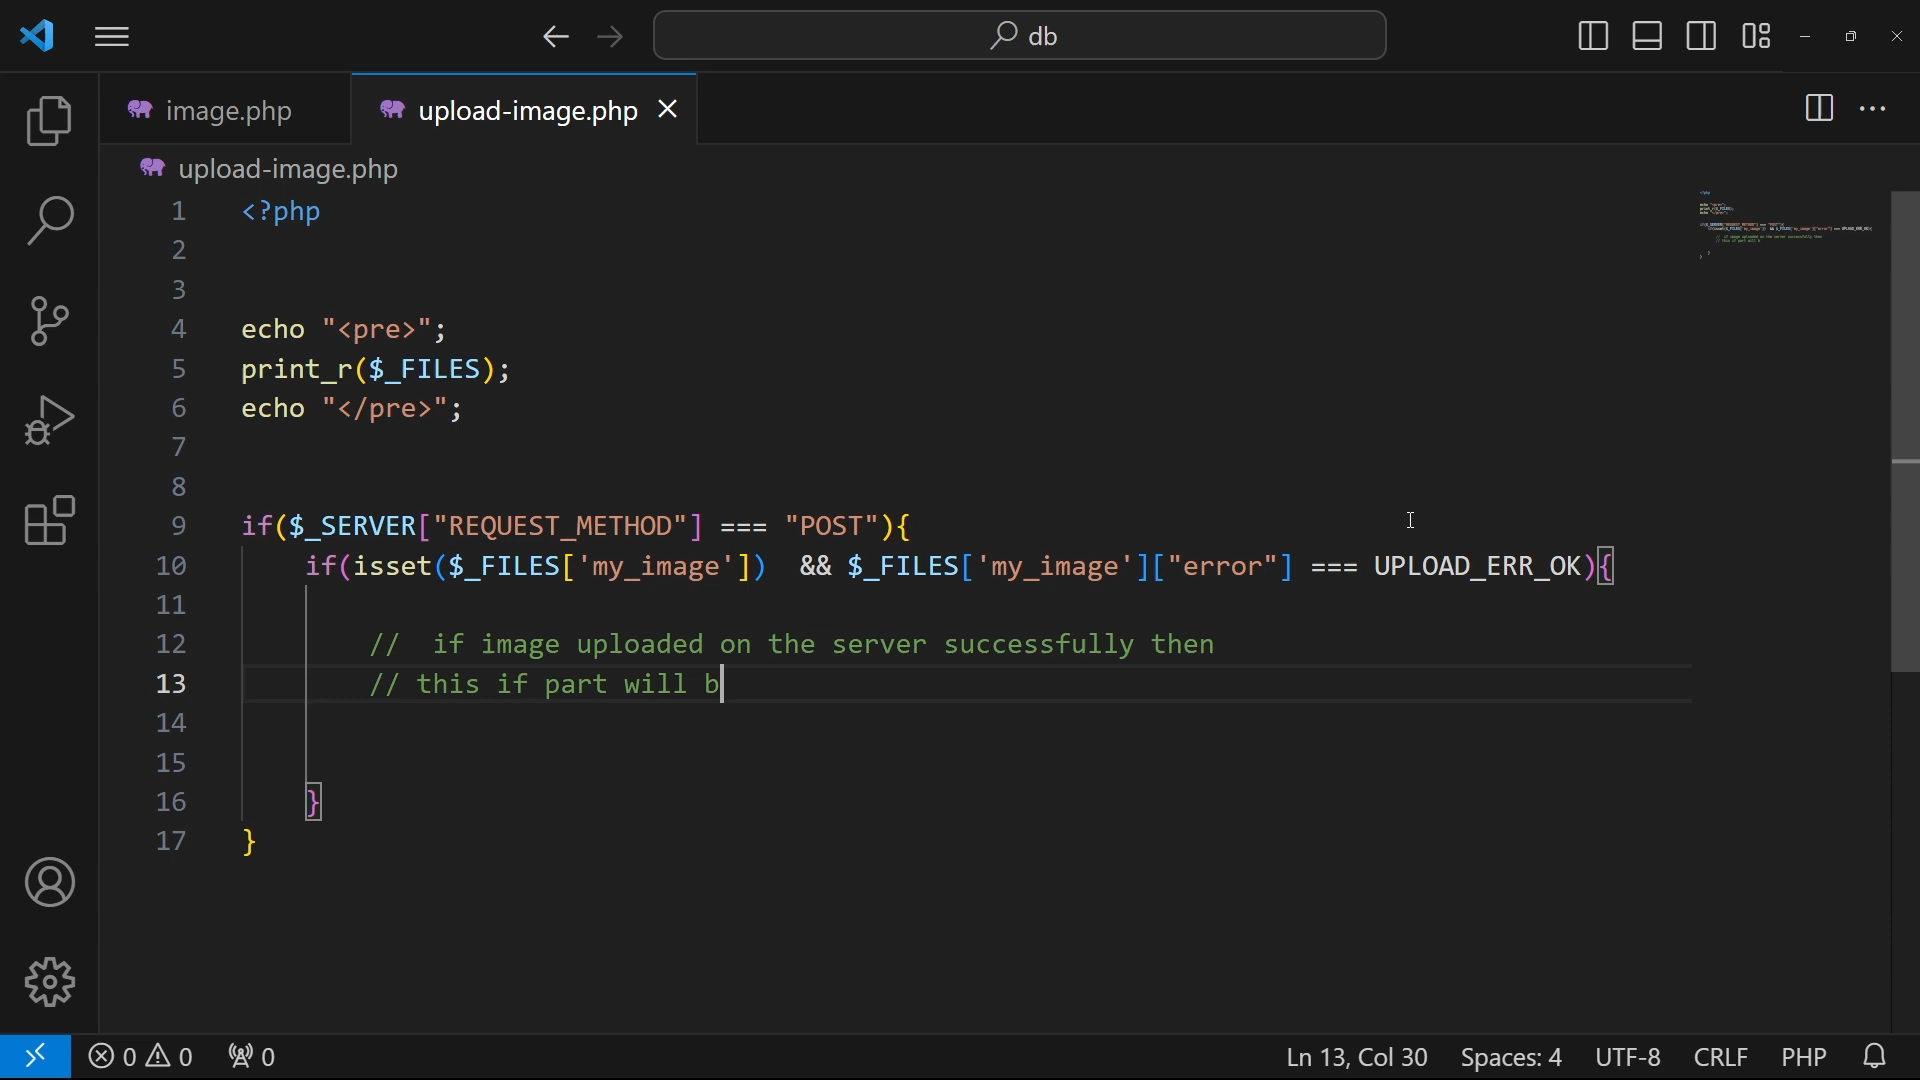 db
image.php
upload-image.php
upload-image.php
1 <?php
2
3
4 echo "<pre>";
5 print_r($_FILES);
6 echo "</pre>";
7
8
9 if($_SERVER["REQUEST_METHOD"] === "POST"){
10 if(isset($_FILES['my_image'])  && $_FILES['my_image']["error"] === UPLOAD_ERR_OK){
11
12 //  if image uploaded on the server successfully then
13 // this if part will b
14
15
16 }
17 }
0 0 0 Ln 13, Col 30 Spaces: 4 UTF-8 CRLF PHP